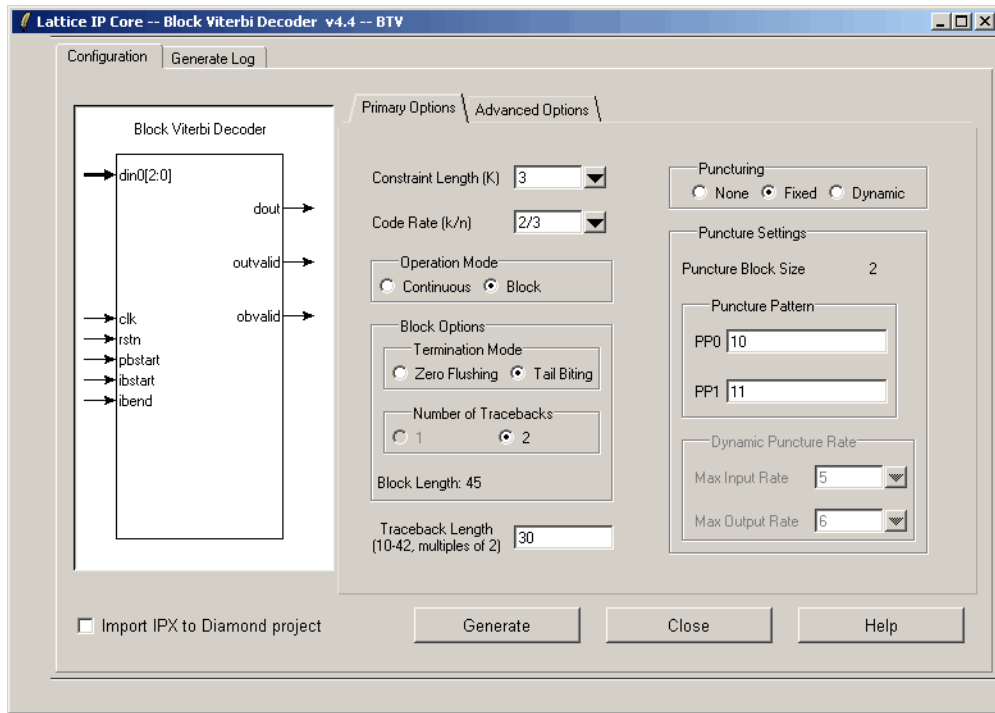 Lattice IP Core -- Block Viterbi Decoder v4.4 -- BTV
Configuration
Generate Log
Block Viterbi Decoder
din0[2:0]
dout
outvalid
obvalid
clk
rstn
pbstart
ibstart
ibend
Primary Options
Advanced Options
Constraint Length (K) 3
Code Rate (k/n) 2/3
Operation Mode
Continuous Block
Block Options
Termination Mode
Zero Flushing Tail Biting
Number of Tracebacks
1 2
Block Length: 45
Traceback Length
(10-42, multiples of 2) 30
Puncturing
None Fixed Dynamic
Puncture Settings
Puncture Block Size 2
Puncture Pattern
PP0 10
PP1 11
Dynamic Puncture Rate
Max Input Rate 5
Max Output Rate 6
Import IPX to Diamond project
Generate
Close
Help